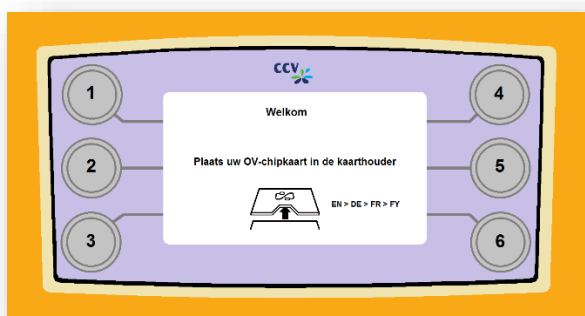 CCV
Welkom
Plaats uw OV-chipkaart in de kaarthouder
EN > DE > FR > FY
1
2
3
4
5
6